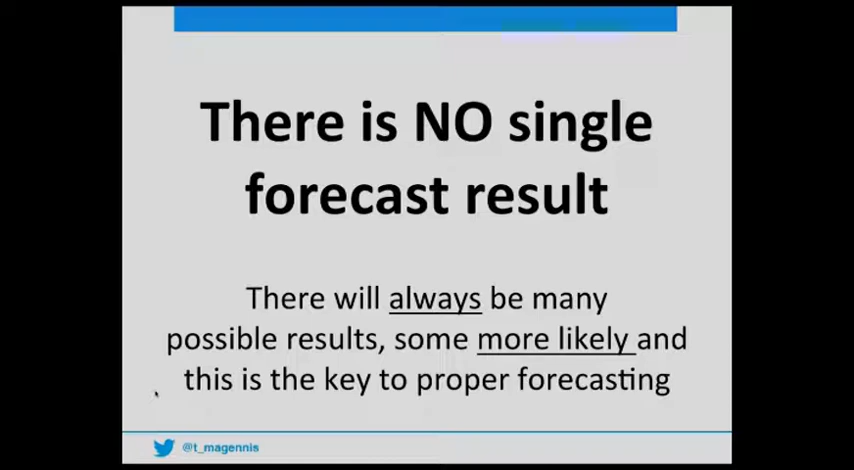 There is NO single
forecast result
There will always be many
possible results, some more likely and
this is the key to proper forecasting
@t_magennis